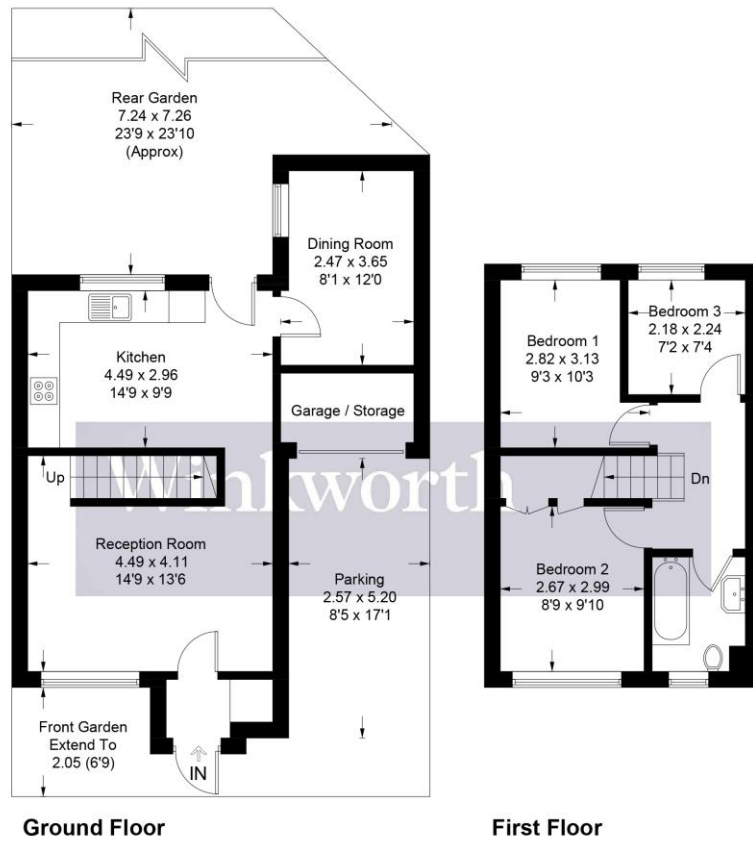 Rear Garden
7.24 x 7.26
23'9 x 23'10
(Approx)
Dining Room
2.47 x 3.65
8'1 x 12'0
Kitchen
4.49 x 2.96
14'9 x 9'9
Garage / Storage
Up
Winkworth
Reception Room
4.49 x 4.11
14'9 x 13'6
Parking
2.57 x 5.20
8'5 x 17'1
Front Garden
Extend To
2.05 (6'9)
IN
Ground Floor
Bedroom 1
2.82 x 3.13
9'3 x 10'3
Bedroom 3
2.18 x 2.24
7'2 x 7'4
Dn
Bedroom 2
2.67 x 2.99
8'9 x 9'10
First Floor